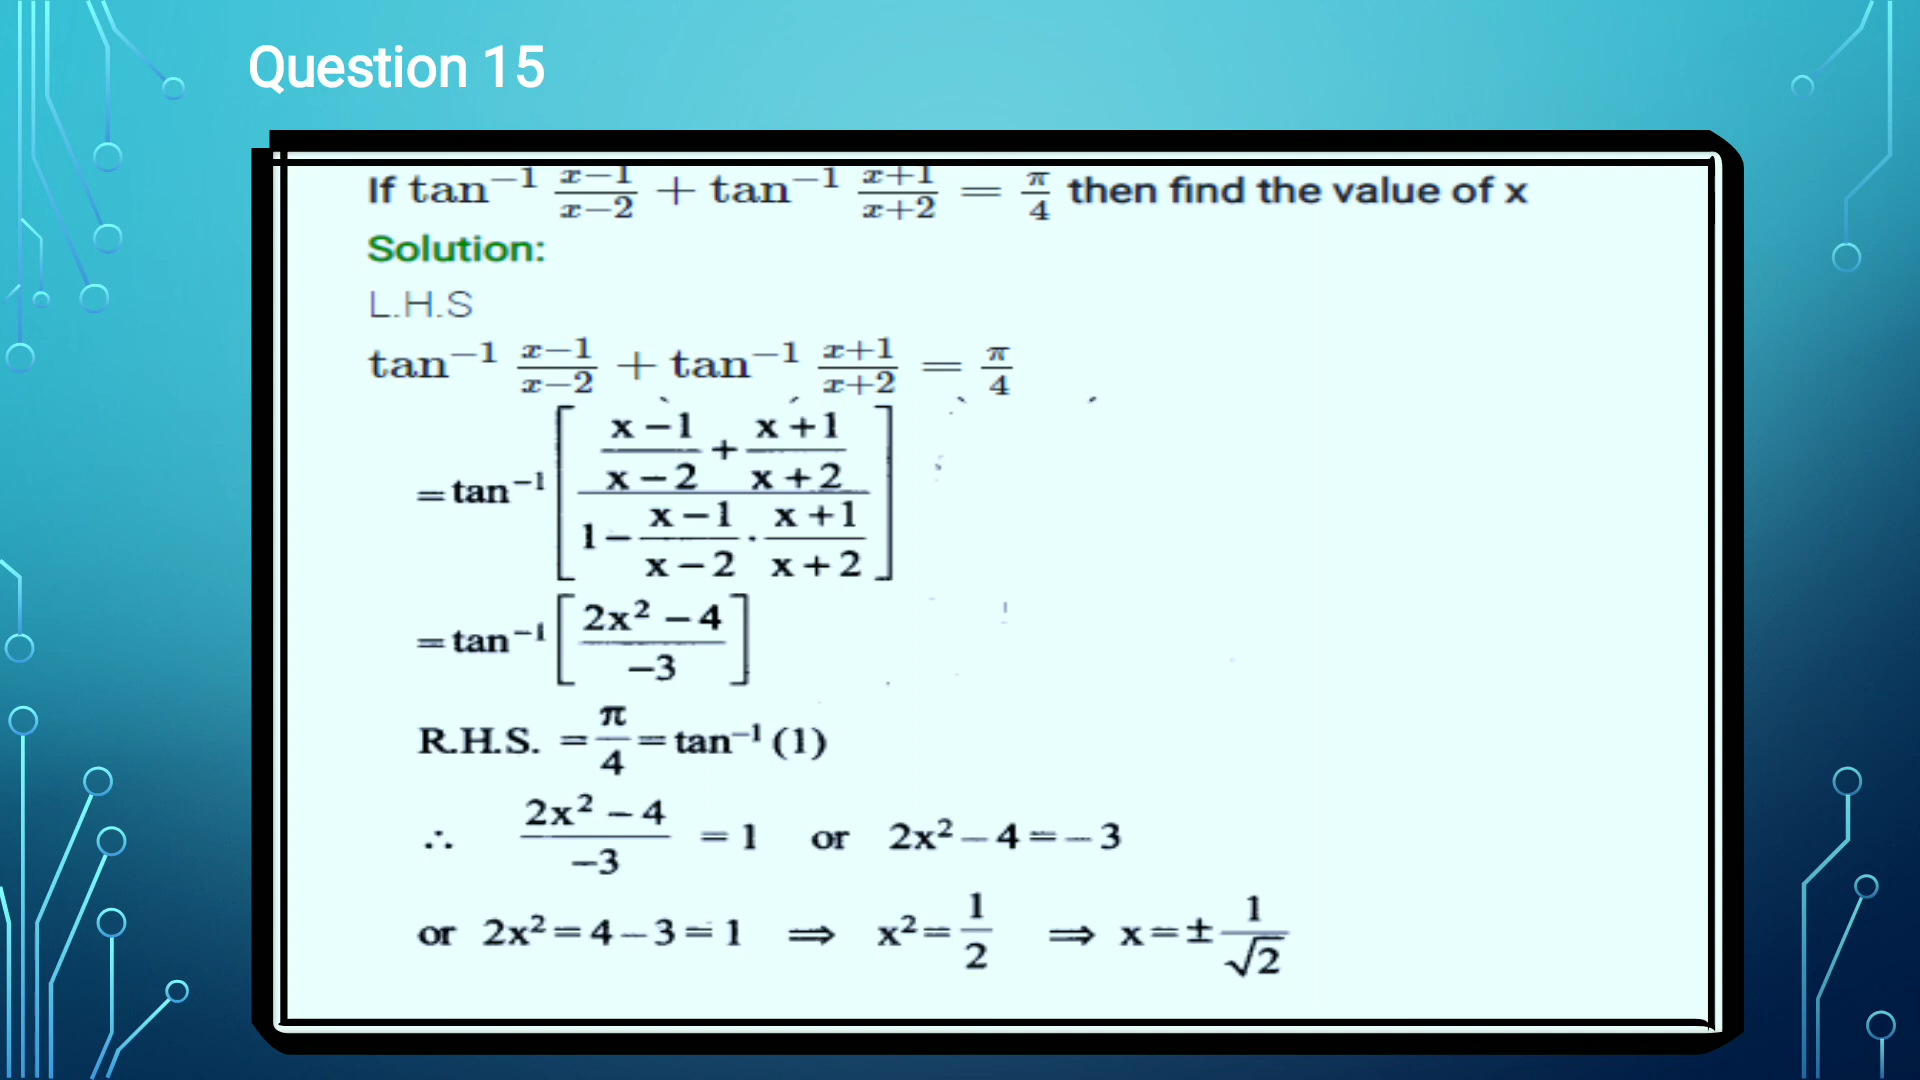 Question 15
If tan⁻¹ (x−1)/(x−2) + tan⁻¹ (x+1)/(x+2) = π/4 then find the value of x
Solution:
L.H.S
tan⁻¹ (x−1)/(x−2) + tan⁻¹ (x+1)/(x+2) = π/4
= tan⁻¹ [ ((x−1)/(x−2) + (x+1)/(x+2)) / (1 − (x−1)/(x−2) · (x+1)/(x+2)) ]
= tan⁻¹ [ (2x² − 4)/(−3) ]
R.H.S. = π/4 = tan⁻¹ (1)
∴ (2x² − 4)/(−3) = 1 or 2x² − 4 = − 3
or 2x² = 4 − 3 = 1 ⟹ x² = 1/2 ⟹ x = ± 1/√2